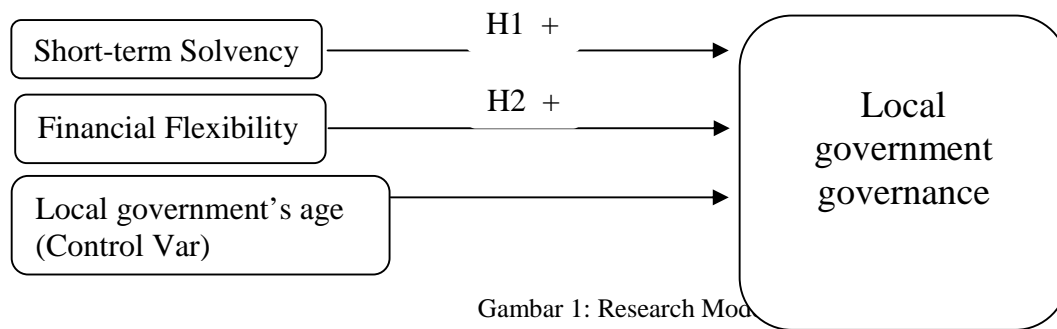 Short-term Solvency
H1 +
Financial Flexibility
H2 +
Local government's age
(Control Var)
Local
government
governance
Gambar 1: Research Mod